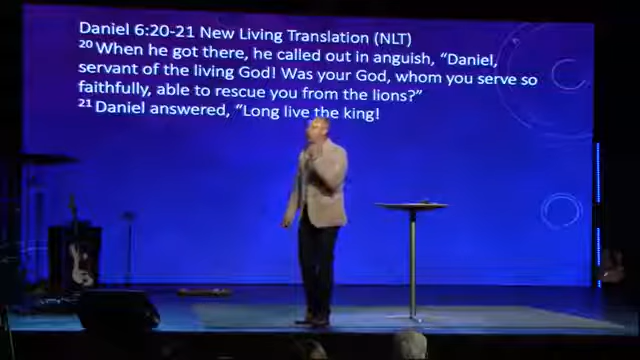 Daniel 6:20-21 New Living Translation (NLT)
20 When he got there, he called out in anguish, “Daniel,
servant of the living God! Was your God, whom you serve so
faithfully, able to rescue you from the lions?”
21 Daniel answered, “Long live the king!